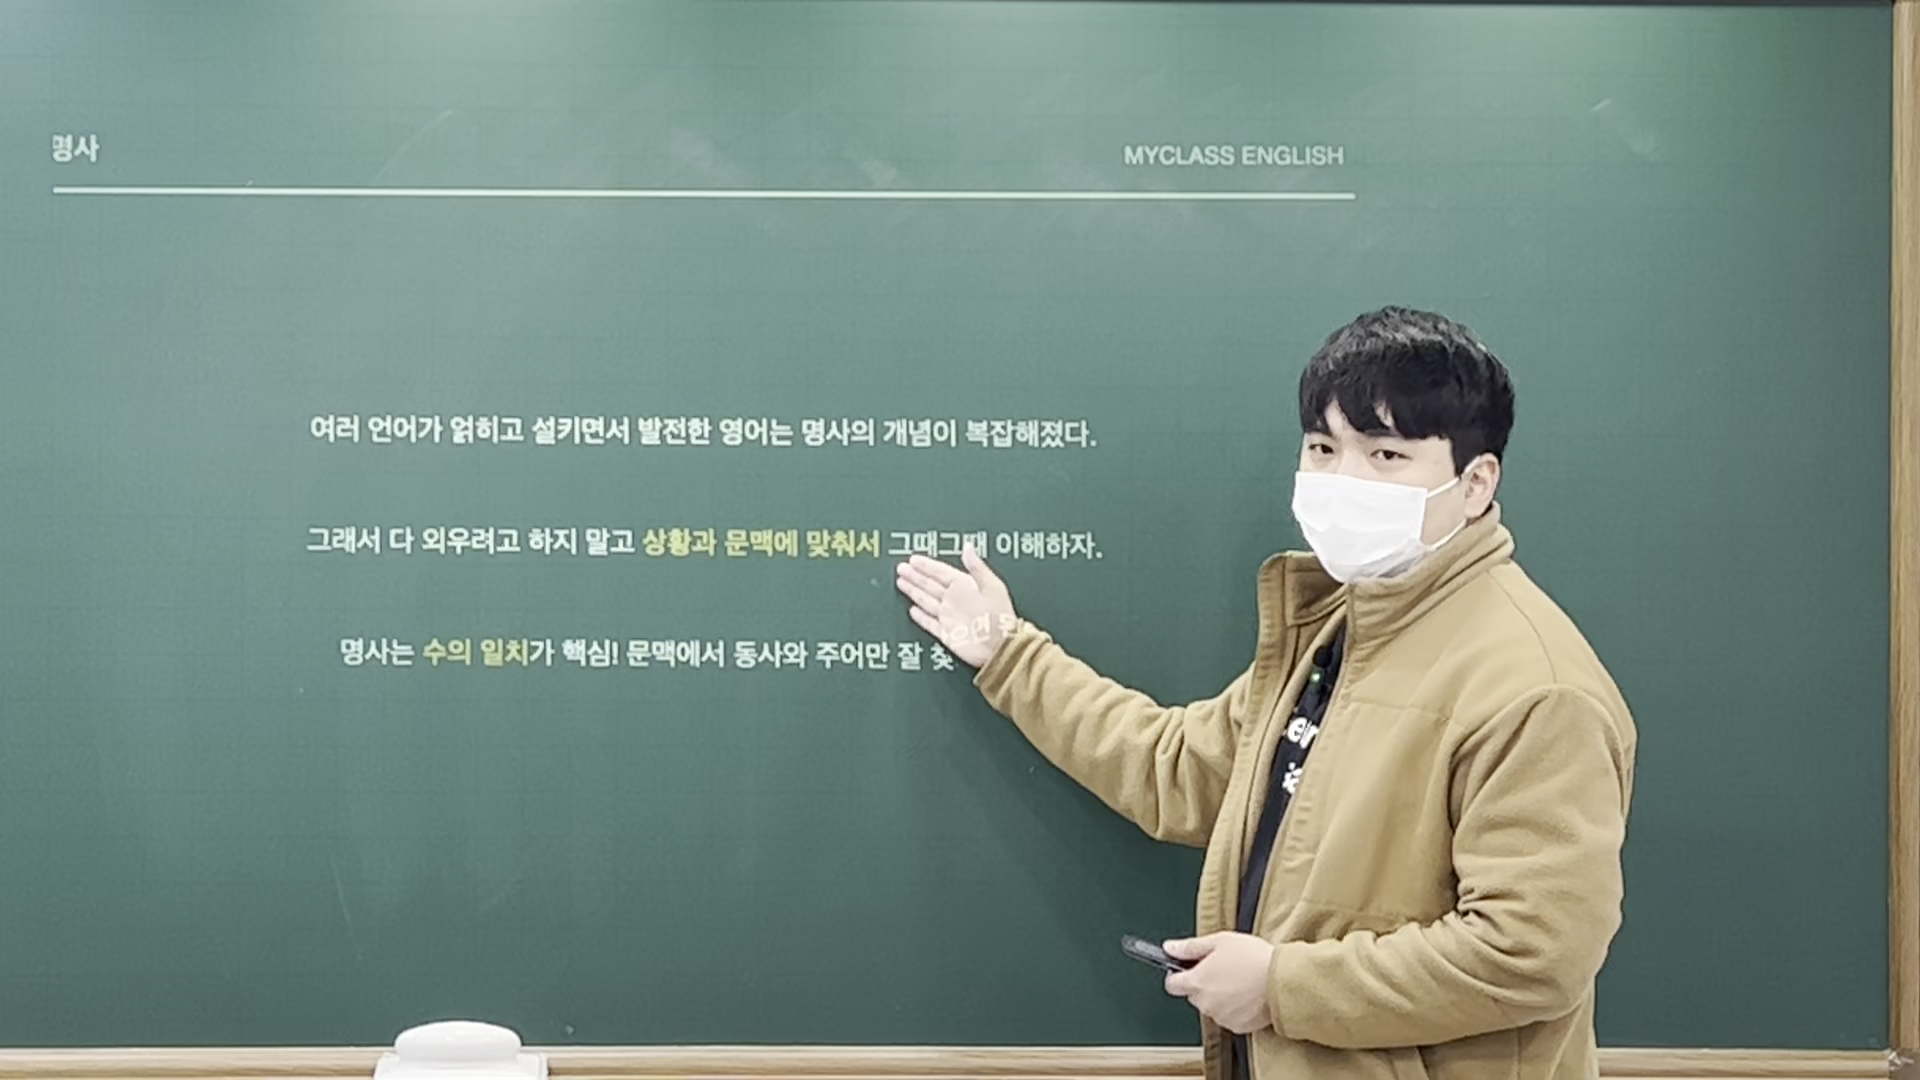 명사
MYCLASS ENGLISH
여러 언어가 얽히고 설키면서 발전한 영어는 명사의 개념이 복잡해졌다.
그래서 다 외우려고 하지 말고 상황과 문맥에 맞춰서 그때그때 이해하자.
명사는 수의 일치가 핵심! 문맥에서 동사와 주어만 잘